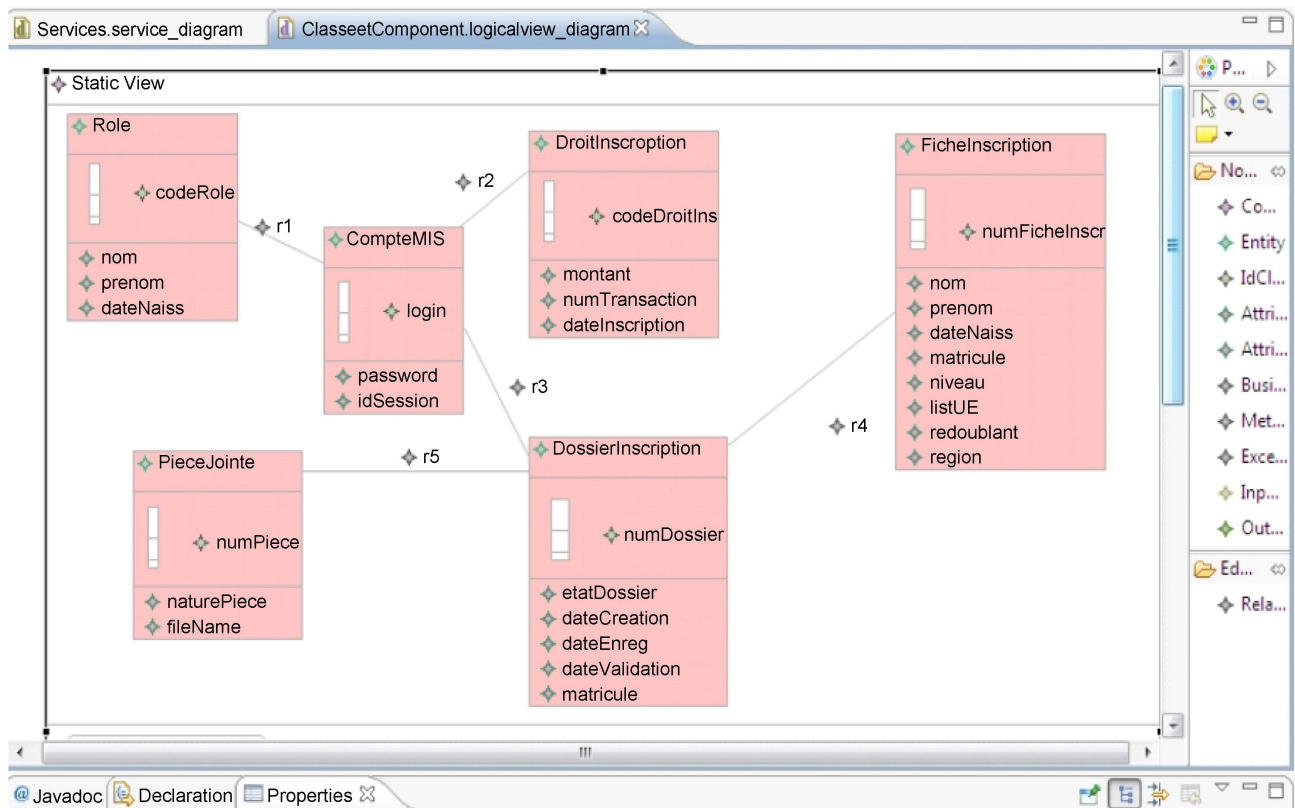 Services.service_diagram
ClasseetComponent.logicalview_diagram
Static View
Role
codeRole
nom
prenom
dateNaiss
r1
CompteMIS
login
password
idSession
r2
DroitInscroption
codeDroitIns
montant
numTransaction
dateInscription
r3
FicheInscription
numFicheInscr
nom
prenom
dateNaiss
matricule
niveau
listUE
redoublant
region
r4
PieceJointe
numPiece
naturePiece
fileName
r5
DossierInscription
numDossier
etatDossier
dateCreation
dateEnreg
dateValidation
matricule
P...
No...
Co...
Entity
IdCl...
Attri...
Attri...
Busi...
Met...
Exce...
Inp...
Out...
Ed...
Rela...
@ Javadoc
Declaration
Properties